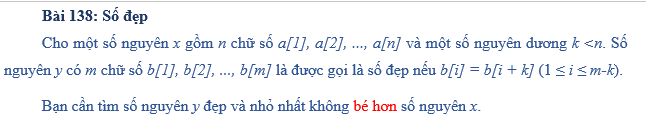 Bài 138: Số đẹp
Cho một số nguyên x gồm n chữ số a[1], a[2], ..., a[n] và một số nguyên dương k <n. Số
nguyên y có m chữ số b[1], b[2], ..., b[m] là được gọi là số đẹp nếu b[i] = b[i + k] (1 ≤ i ≤ m-k).
Bạn cần tìm số nguyên y đẹp và nhỏ nhất không bé hơn số nguyên x.